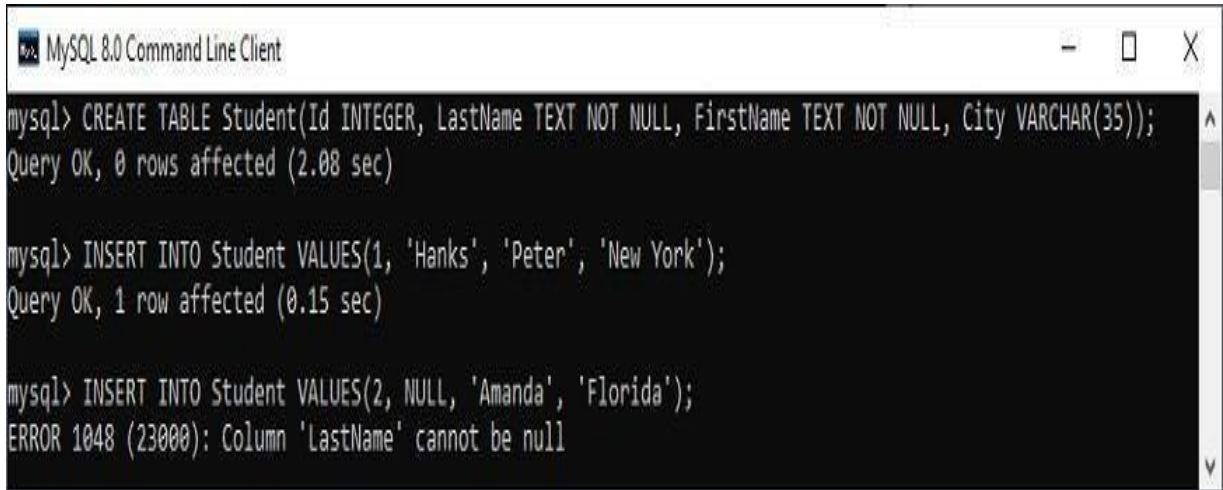 MySQL 8.0 Command Line Client
mysql> CREATE TABLE Student(Id INTEGER, LastName TEXT NOT NULL, FirstName TEXT NOT NULL, City VARCHAR(35));
Query OK, 0 rows affected (2.08 sec)
mysql> INSERT INTO Student VALUES(1, 'Hanks', 'Peter', 'New York');
Query OK, 1 row affected (0.15 sec)
mysql> INSERT INTO Student VALUES(2, NULL, 'Amanda', 'Florida');
ERROR 1048 (23000): Column 'LastName' cannot be null